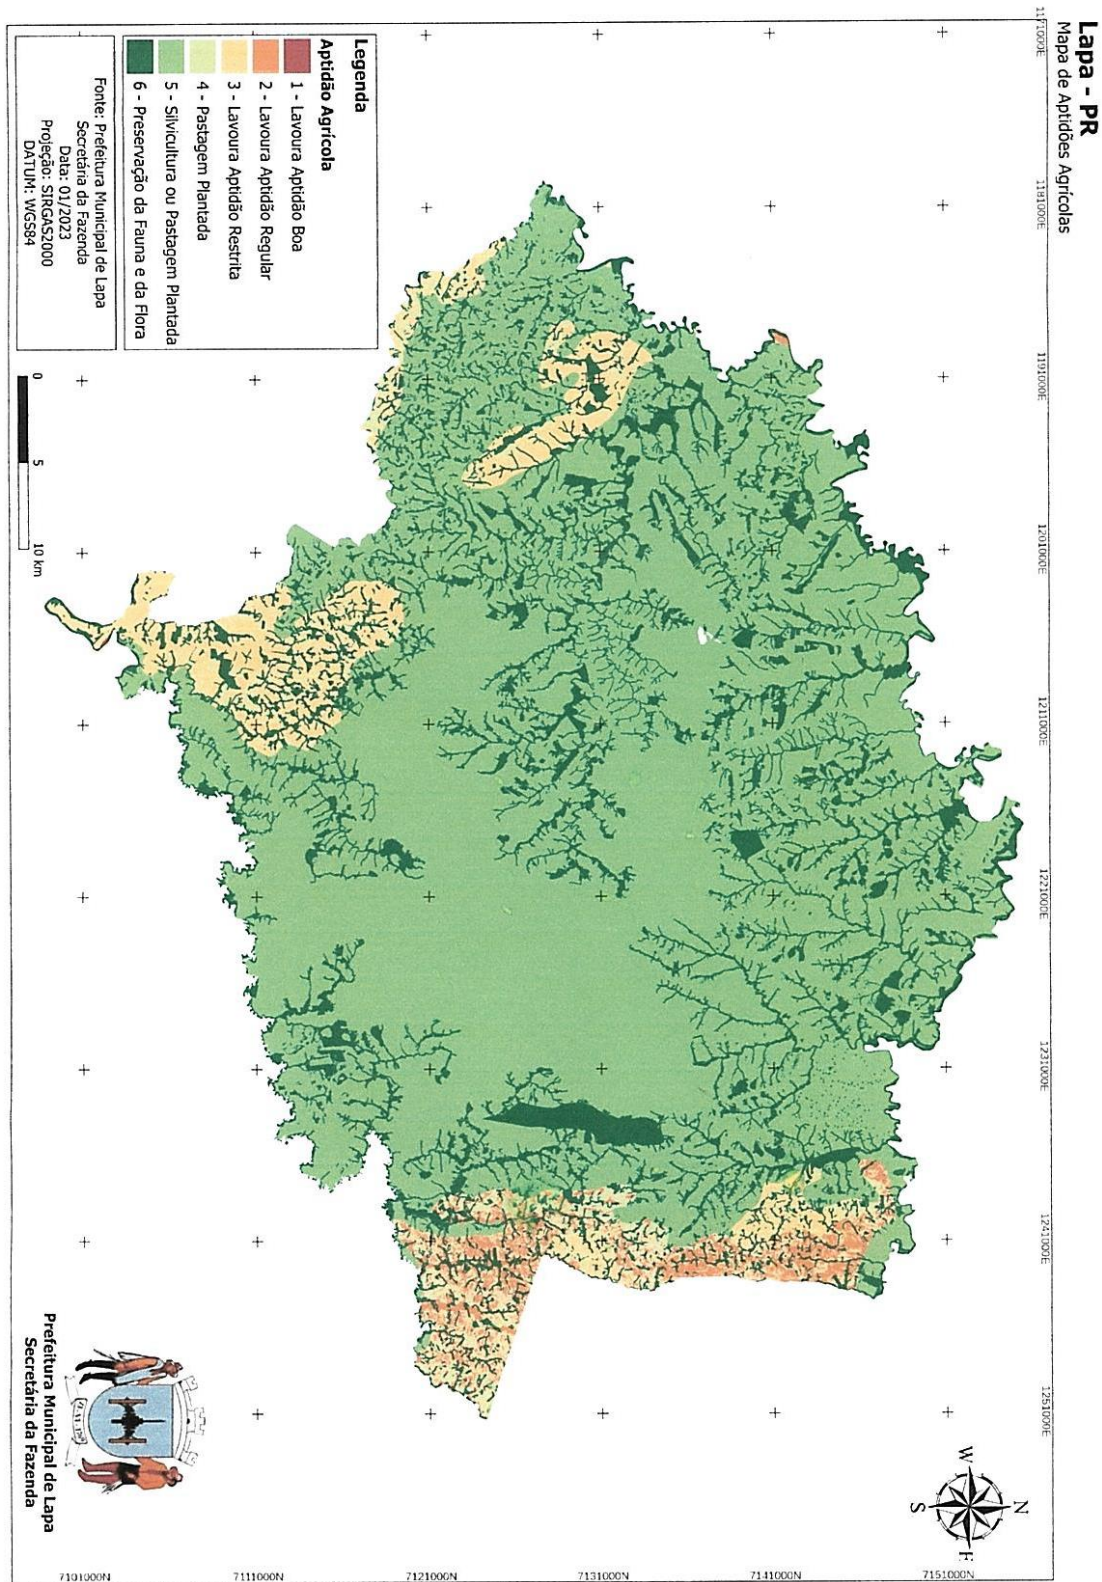 Lapa - PR
Mapa de Aptidões Agrícolas
1171000E
1181000E
1191000E
1201000E
1211000E
1221000E
1231000E
1241000E
1251000E
7151000N
7141000N
7131000N
7121000N
7111000N
7101000N
N
W
E
S
Legenda
Aptidão Agrícola
1 - Lavoura Aptidão Boa
2 - Lavoura Aptidão Regular
3 - Lavoura Aptidão Restrita
4 - Pastagem Plantada
5 - Silvicultura ou Pastagem Plantada
6 - Preservação da Fauna e da Flora
Fonte: Prefeitura Municipal de Lapa
Secretária da Fazenda
Data: 01/2023
Projeção: SIRGAS2000
DATUM: WGS84
0 5 10 km
Prefeitura Municipal de Lapa
Secretária da Fazenda